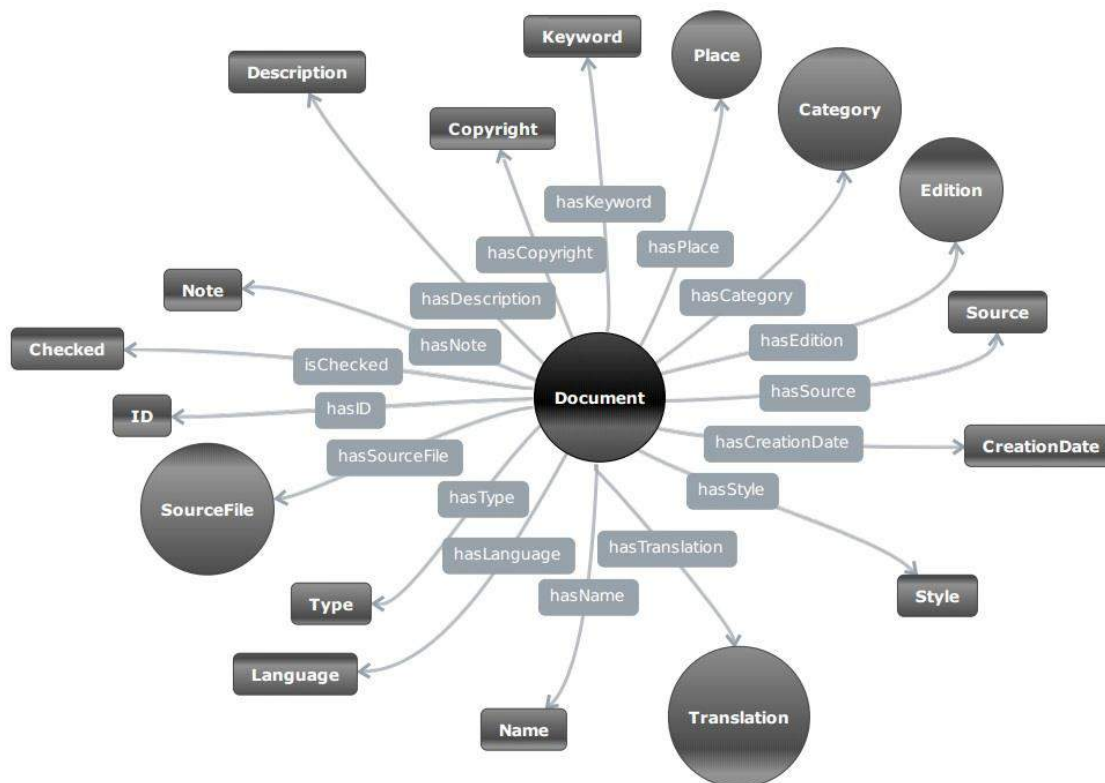 Keyword
Place
Description
Category
Copyright
Edition
hasKeyword
hasPlace
hasCopyright
Note
hasDescription
hasCategory
Source
hasEdition
hasNote
Checked
isChecked
hasSource
Document
ID
hasID
hasCreationDate
CreationDate
hasSourceFile
hasStyle
hasType
SourceFile
hasTranslation
hasLanguage
hasName
Style
Type
Language
Translation
Name